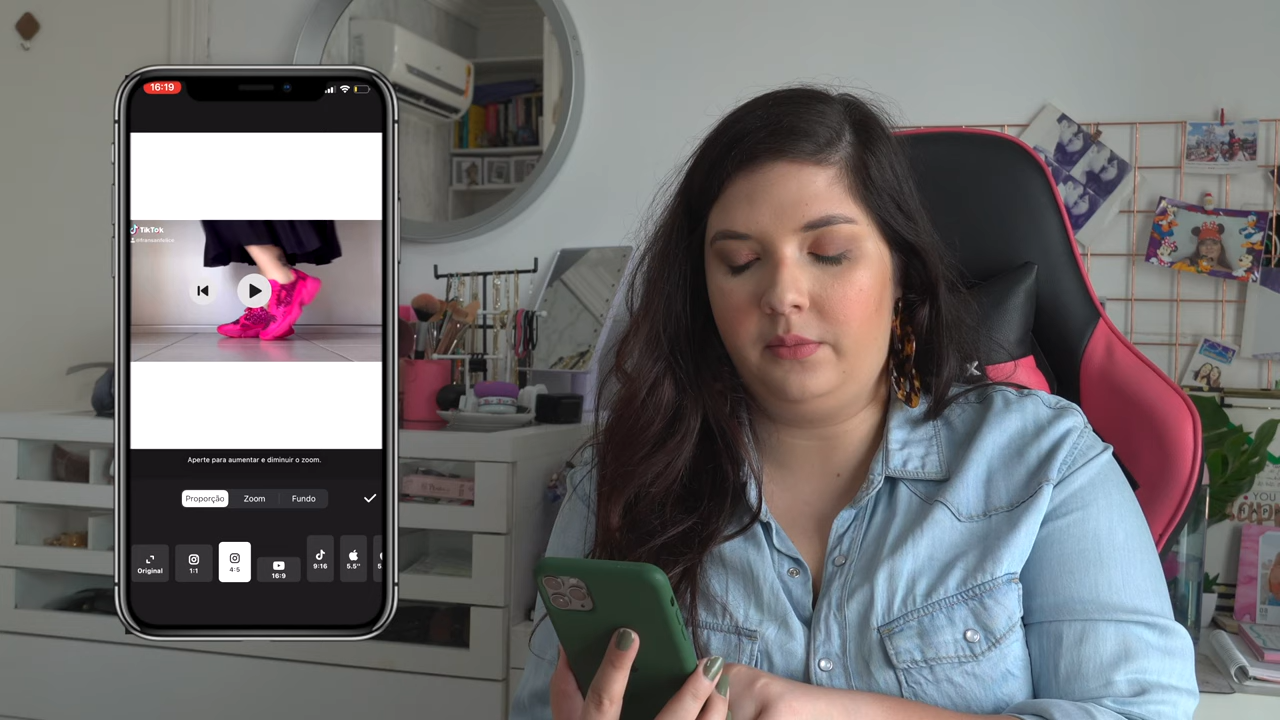 16:19
TikTok
Aperte para aumentar e diminuir o zoom.
Proporção Zoom Fundo
Original 1:1 4:5 16:9 9:16 5.5"
X
YOU